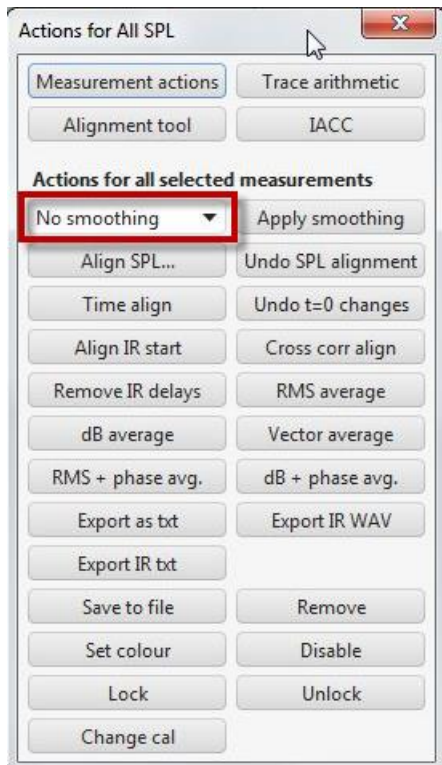 Actions for All SPL
Measurement actions Trace arithmetic
Alignment tool IACC
Actions for all selected measurements
No smoothing Apply smoothing
Align SPL... Undo SPL alignment
Time align Undo t=0 changes
Align IR start Cross corr align
Remove IR delays RMS average
dB average Vector average
RMS + phase avg. dB + phase avg.
Export as txt Export IR WAV
Export IR txt
Save to file Remove
Set colour Disable
Lock Unlock
Change cal